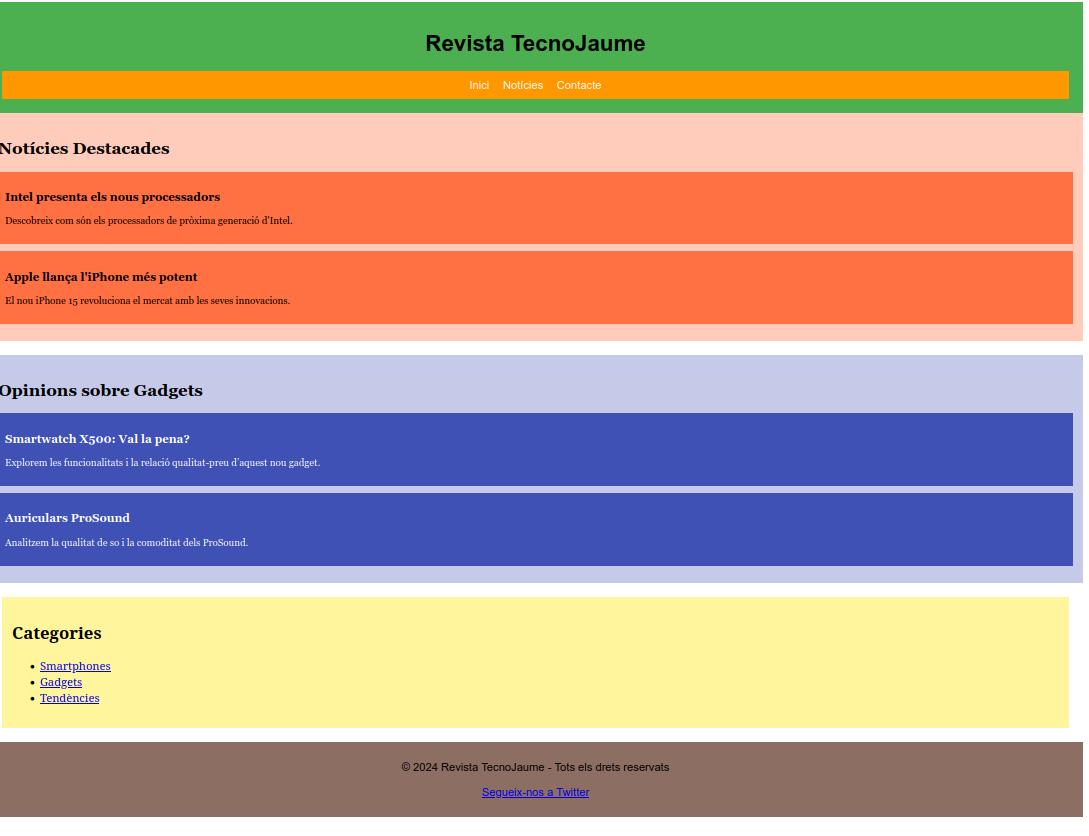 Revista TecnoJaume
Inici Notícies Contacte
Notícies Destacades
Intel presenta els nous processadors
Descobreix com són els processadors de pròxima generació d'Intel.
Apple llança l'iPhone més potent
El nou iPhone 15 revoluciona el mercat amb les seves innovacions.
Opinions sobre Gadgets
Smartwatch X500: Val la pena?
Explorem les funcionalitats i la relació qualitat-preu d'aquest nou gadget.
Auriculars ProSound
Analitzem la qualitat de so i la comoditat dels ProSound.
Categories
• Smartphones
• Gadgets
• Tendències
© 2024 Revista TecnoJaume - Tots els drets reservats
Segueix-nos a Twitter